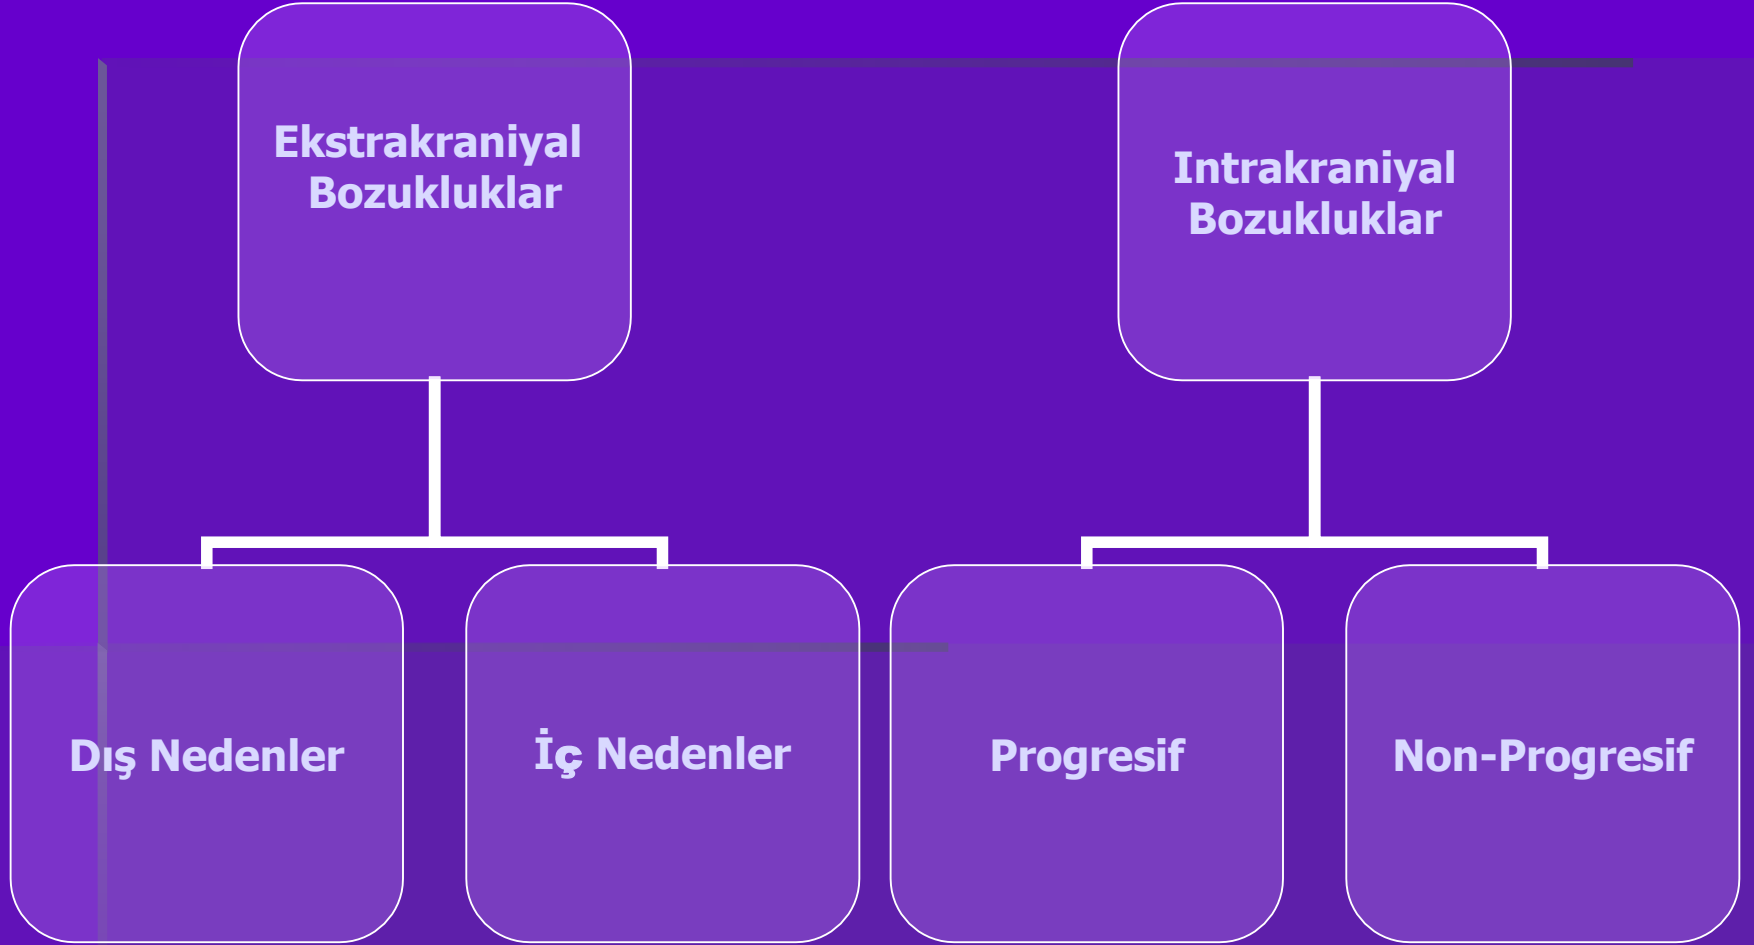 Ekstrakraniyal
Bozukluklar
Intrakraniyal
Bozukluklar
Dış Nedenler
İç Nedenler
Progresif
Non-Progresif